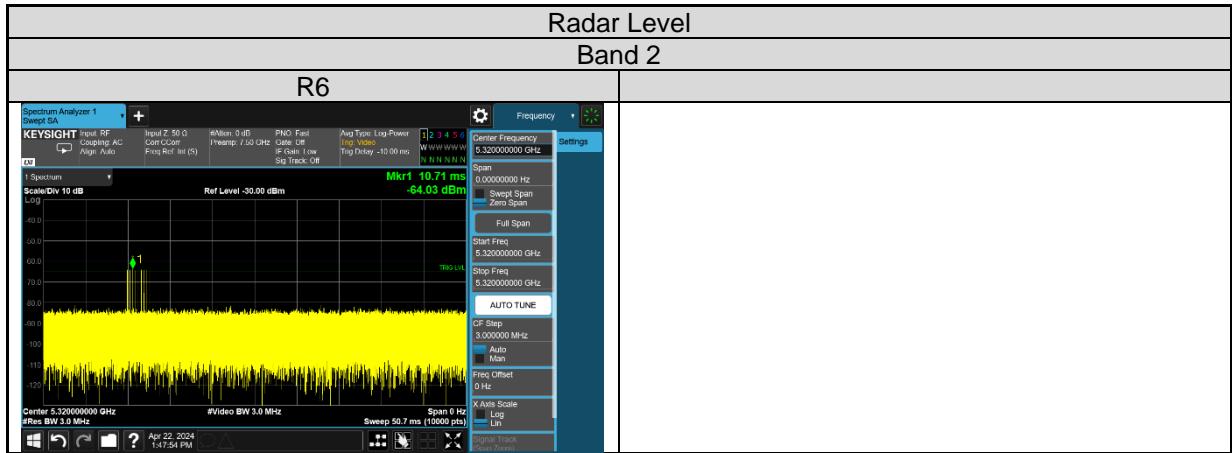 Radar Level
Band 2
R6
Spectrum Analyzer 1
Swept SA
+
Frequency
KEYSIGHT
Input: RF
Coupling: AC
Align: Auto
Input Z: 50 Ω
Corr CCorr
Freq Ref: Int (S)
#Atten: 0 dB
Preamp: 7.50 GHz
PNO: Fast
Gate: Off
IF Gain: Low
Sig Track: Off
Avg Type: Log-Power
Trig: Video
Trig Delay: -10.00 ms
1 2 3 4 5 6
W W W W W W
N N N N N N
LXI
1 Spectrum
Scale/Div 10 dB
Log
Ref Level -30.00 dBm
Mkr1 10.71 ms
-64.03 dBm
-40.0
-50.0
-60.0
-70.0
-80.0
-90.0
-100
-110
-120
1
TRIG LVL
Center 5.320000000 GHz
#Res BW 3.0 MHz
#Video BW 3.0 MHz
Span 0 Hz
Sweep 50.7 ms (10000 pts)
Center Frequency
5.320000000 GHz
Settings
Span
0.00000000 Hz
Swept Span
Zero Span
Full Span
Start Freq
5.320000000 GHz
Stop Freq
5.320000000 GHz
AUTO TUNE
CF Step
3.000000 MHz
Auto
Man
Freq Offset
0 Hz
X Axis Scale
Log
Lin
Signal Track
(Span Zoom)
?
Apr 22, 2024
1:47:54 PM